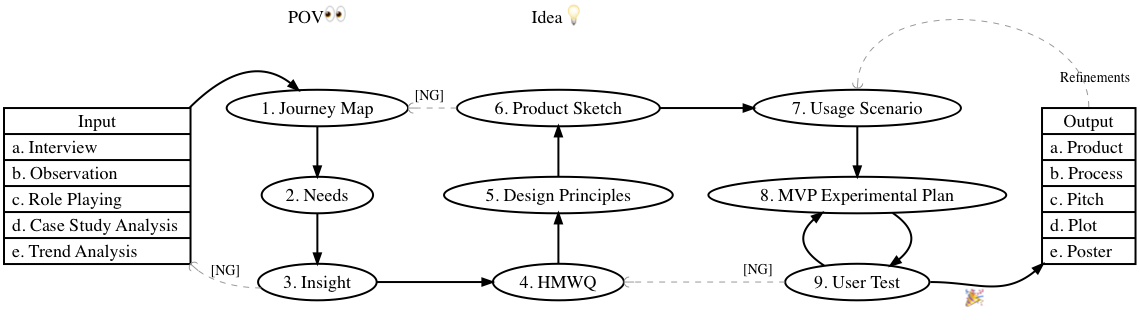 POV👀
Idea💡
Input
a. Interview
b. Observation
c. Role Playing
d. Case Study Analysis
e. Trend Analysis
1. Journey Map
2. Needs
3. Insight
[NG]
[NG]
6. Product Sketch
5. Design Principles
4. HMWQ
7. Usage Scenario
8. MVP Experimental Plan
9. User Test
[NG]
🎉
Refinements
Output
a. Product
b. Process
c. Pitch
d. Plot
e. Poster